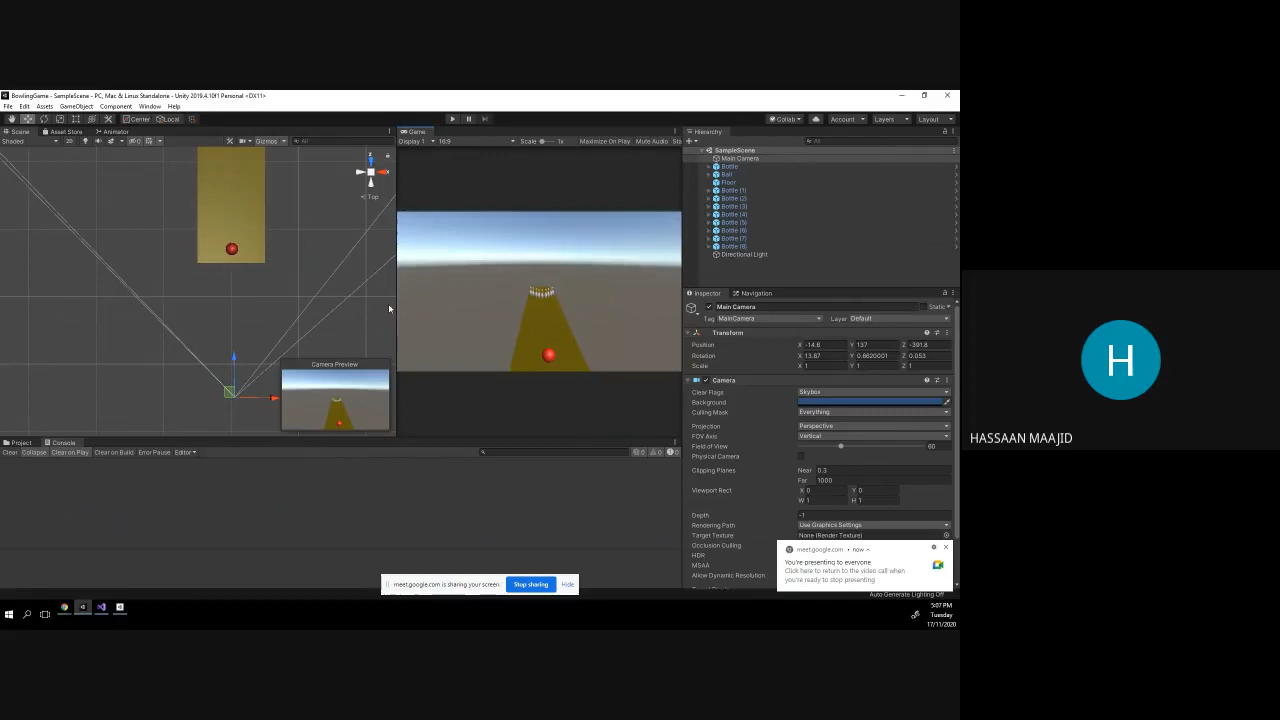 BowlingGame - SampleScene - PC, Mac & Linux Standalone - Unity 2019.4.10f1 Personal <DX11>
File Edit Assets GameObject Component Window Help
Center Local Collab Account Layers Layout
Scene Asset Store Animator
Shaded 2D Gizmos All
Top
Camera Preview
Game
Display 1 16:9 Scale 1x Maximize On Play Mute Audio Sta
Hierarchy
All
SampleScene
Main Camera
Bottle
Ball
Floor
Bottle (1)
Bottle (2)
Bottle (3)
Bottle (4)
Bottle (5)
Bottle (6)
Bottle (7)
Bottle (8)
Directional Light
Inspector Navigation
Main Camera Static
Tag MainCamera Layer Default
Transform
Position X -14.6 Y 137 Z -391.8
Rotation X 13.87 Y 0.6620001 Z 0.053
Scale X 1 Y 1 Z 1
Camera
Clear Flags Skybox
Background
Culling Mask Everything
Projection Perspective
FOV Axis Vertical
Field of View 60
Physical Camera
Clipping Planes Near 0.3
Far 1000
Viewport Rect X 0 Y 0
W 1 H 1
Depth -1
Rendering Path Use Graphics Settings
Target Texture None (Render Texture)
Occlusion Culling
HDR
MSAA
Allow Dynamic Resolution
Project Console
Clear Collapse Clear on Play Clear on Build Error Pause Editor
0 0 0
meet.google.com • now
You're presenting to everyone
Click here to return to the video call when
you're ready to stop presenting
meet.google.com is sharing your screen. Stop sharing Hide
Auto Generate Lighting Off
5:07 PM
Tuesday
17/11/2020
H
HASSAAN MAAJID